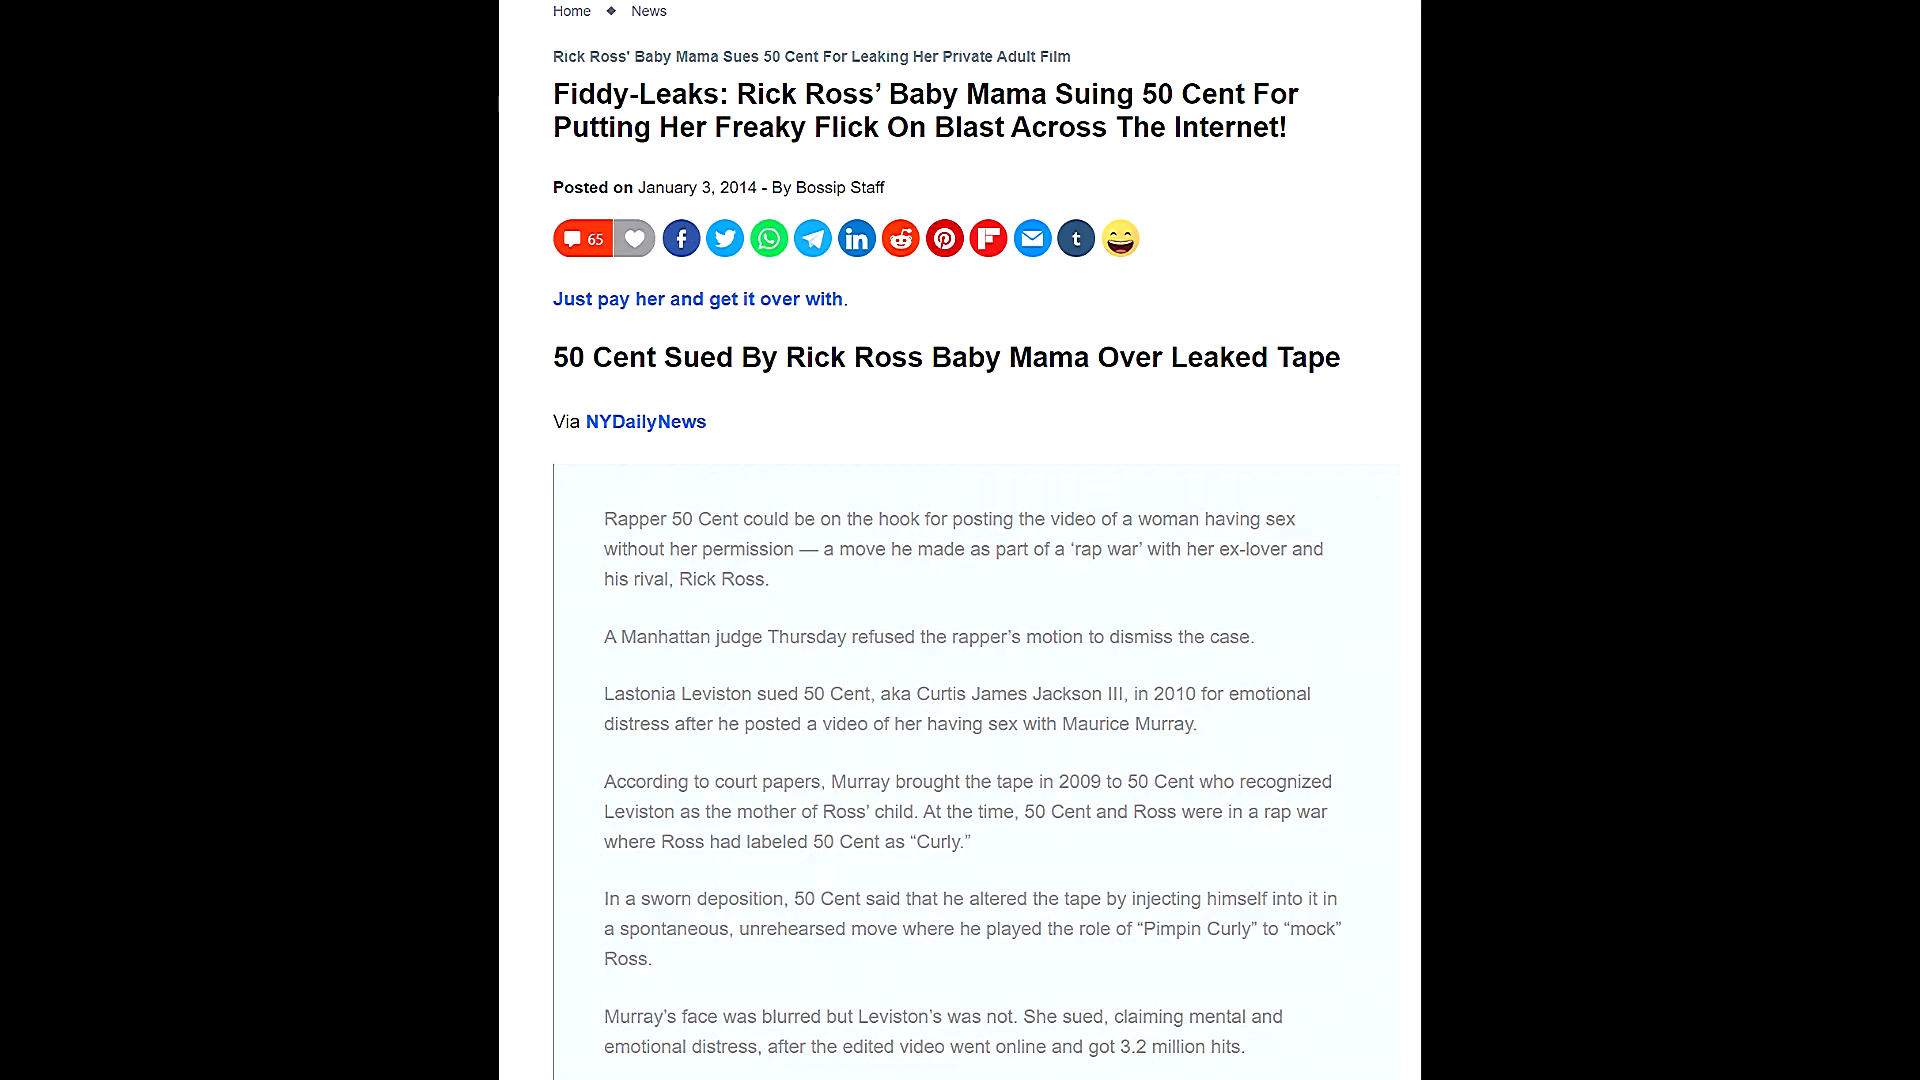 Home ❖ News
Rick Ross' Baby Mama Sues 50 Cent For Leaking Her Private Adult Film
Fiddy-Leaks: Rick Ross’ Baby Mama Suing 50 Cent For
Putting Her Freaky Flick On Blast Across The Internet!
Posted on January 3, 2014 - By Bossip Staff
65
Just pay her and get it over with.
50 Cent Sued By Rick Ross Baby Mama Over Leaked Tape
Via NYDailyNews
Rapper 50 Cent could be on the hook for posting the video of a woman having sex
without her permission — a move he made as part of a ‘rap war’ with her ex-lover and
his rival, Rick Ross.
A Manhattan judge Thursday refused the rapper’s motion to dismiss the case.
Lastonia Leviston sued 50 Cent, aka Curtis James Jackson III, in 2010 for emotional
distress after he posted a video of her having sex with Maurice Murray.
According to court papers, Murray brought the tape in 2009 to 50 Cent who recognized
Leviston as the mother of Ross’ child. At the time, 50 Cent and Ross were in a rap war
where Ross had labeled 50 Cent as “Curly.”
In a sworn deposition, 50 Cent said that he altered the tape by injecting himself into it in
a spontaneous, unrehearsed move where he played the role of “Pimpin Curly” to “mock”
Ross.
Murray’s face was blurred but Leviston’s was not. She sued, claiming mental and
emotional distress, after the edited video went online and got 3.2 million hits.